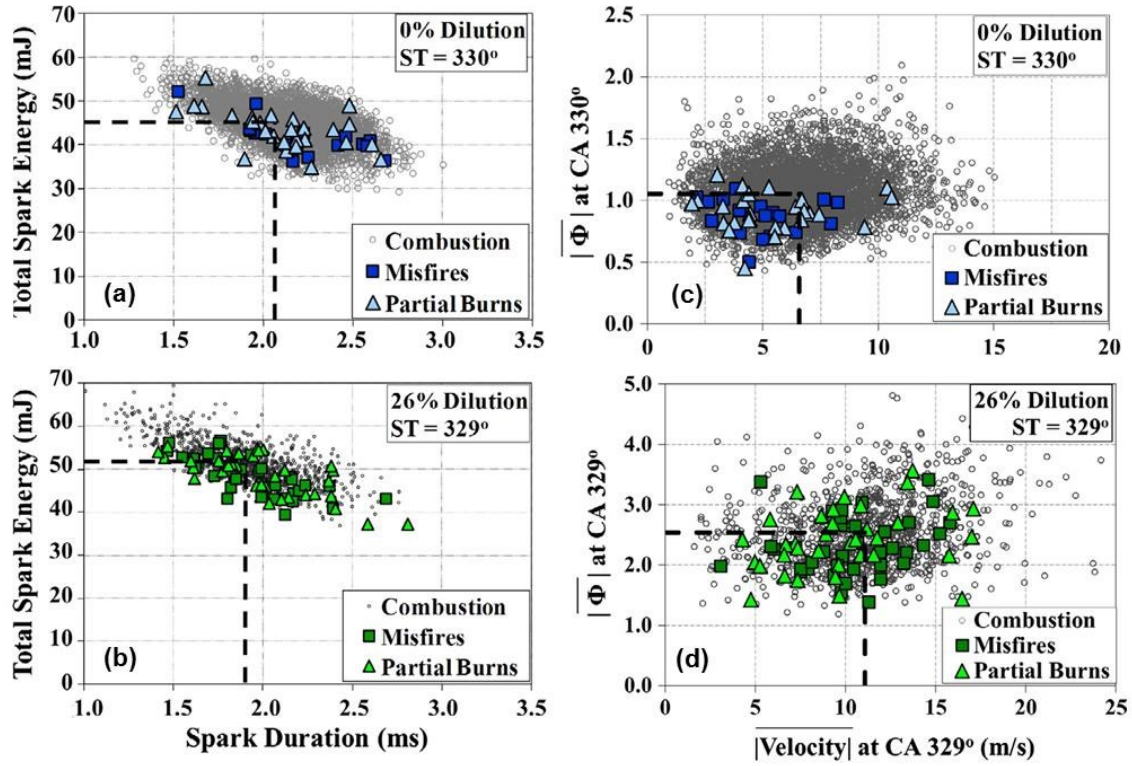 Total Spark Energy (mJ)
70
60
50
40
30
20
10
0
0% Dilution
ST = 330°
(a)
Combustion
Misfires
Partial Burns
1.0
1.5
2.0
2.5
3.0
3.5
|Φ| at CA 330°
2.5
2.0
1.5
1.0
0.5
0.0
0% Dilution
ST = 330°
(c)
Combustion
Misfires
Partial Burns
0
5
10
15
20
Total Spark Energy (mJ)
70
60
50
40
30
20
10
0
26% Dilution
ST = 329°
(b)
Combustion
Misfires
Partial Burns
1.0
1.5
2.0
2.5
3.0
3.5
Spark Duration (ms)
|Φ| at CA 329°
5.0
4.0
3.0
2.0
1.0
0.0
26% Dilution
ST = 329°
(d)
Combustion
Misfires
Partial Burns
0
5
10
15
20
25
|Velocity| at CA 329° (m/s)